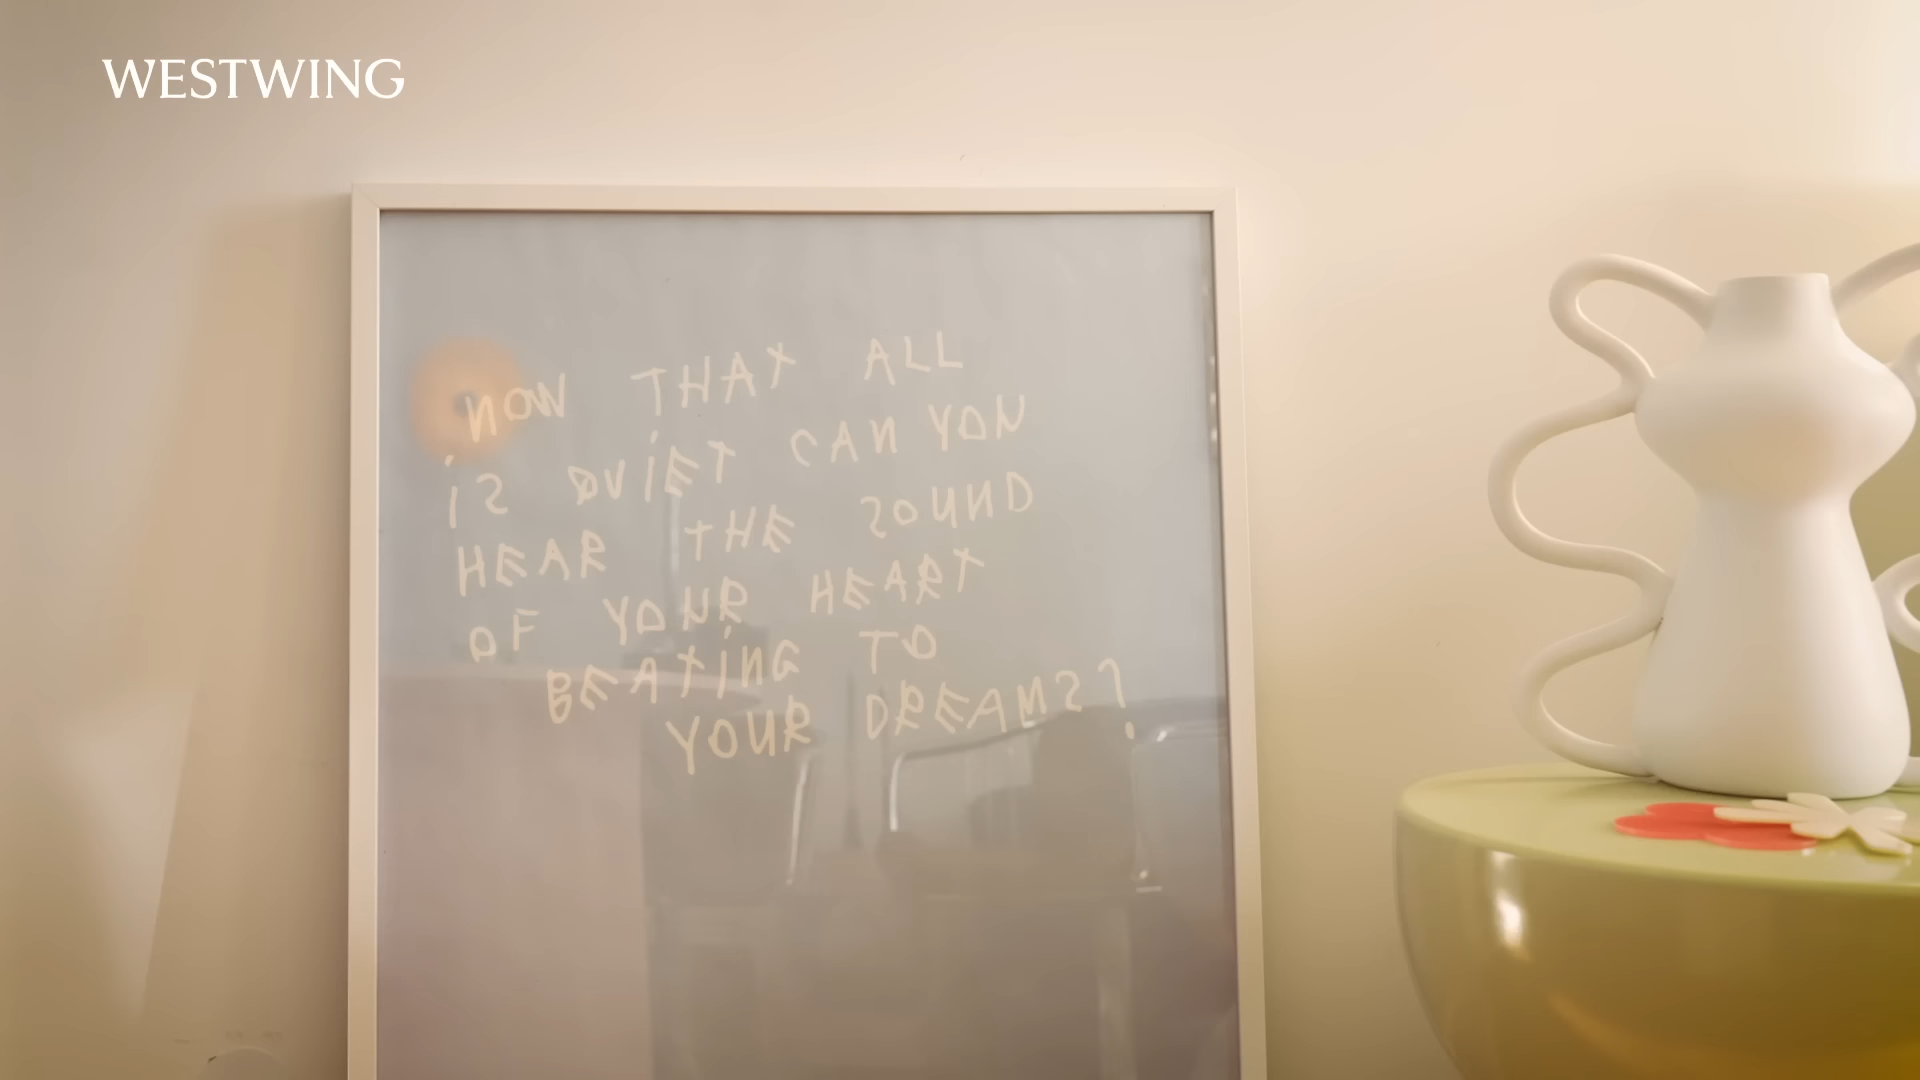 WESTWING
NOW THAT ALL
IS QUIET CAN YOU
HEAR THE SOUND
OF YOUR HEART
BEATING TO
YOUR DREAMS?